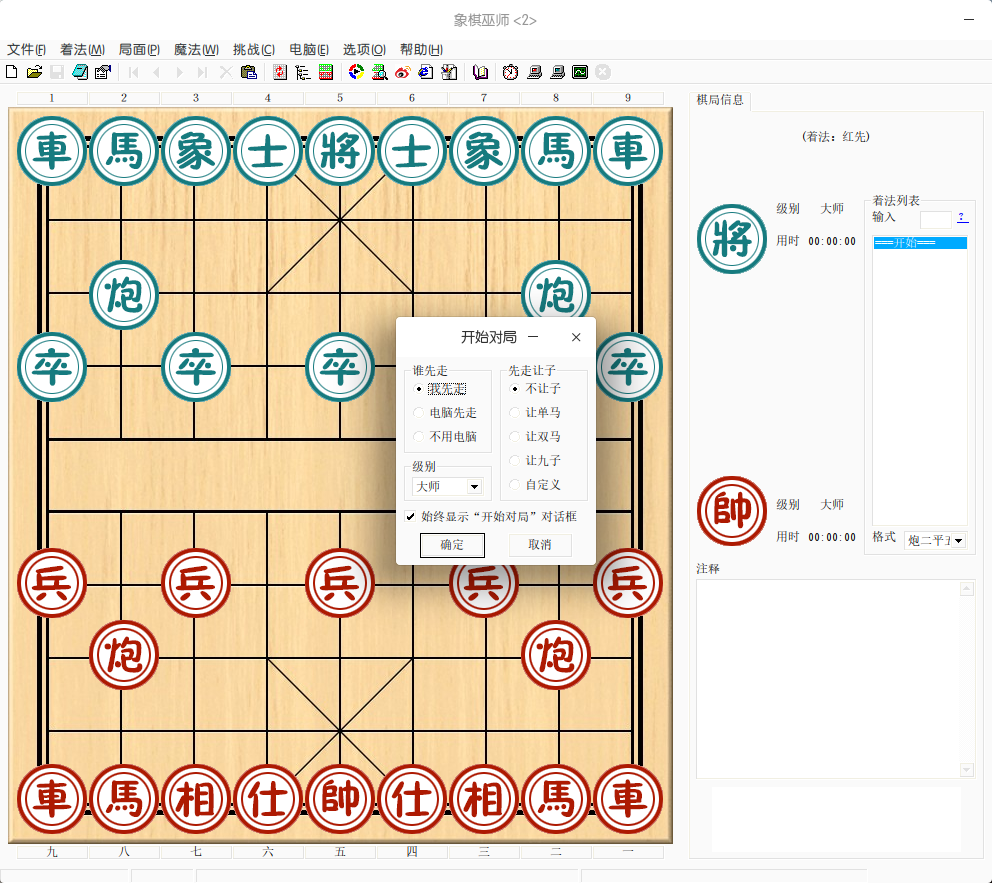 象棋巫师 <2>
文件(F) 着法(M) 局面(P) 魔法(W) 挑战(C) 电脑(E) 选项(O) 帮助(H)
1 2 3 4 5 6 7 8 9
車 馬 象 士 將 士 象 馬 車
炮 炮
卒 卒 卒 卒
兵 兵 兵 兵 兵
炮 炮
車 馬 相 仕 帥 仕 相 馬 車
九 八 七 六 五 四 三 二 一
开始对局
谁先走
我先走
电脑先走
不用电脑
级别
大师
先走让子
不让子
让单马
让双马
让九子
自定义
始终显示“开始对局”对话框
确定 取消
棋局信息
(着法：红先)
將
级别 大师
用时 00:00:00
着法列表
输入 ?
===开始===
帥
级别 大师
用时 00:00:00
格式 炮二平五
注释